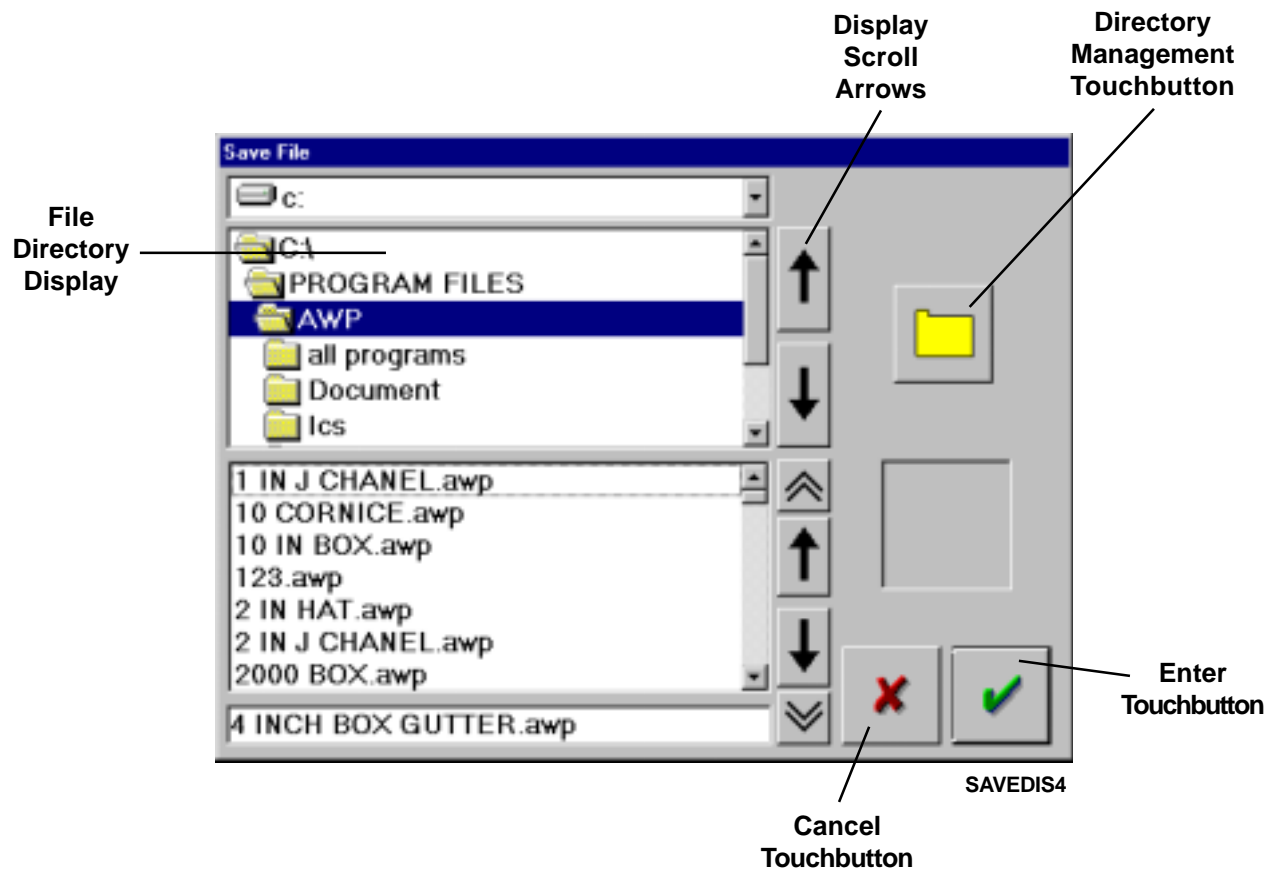 Display
Scroll
Arrows
Directory
Management
Touchbutton
File
Directory
Display
Save File
c:
C:\
PROGRAM FILES
AWP
all programs
Document
Ics
1 IN J CHANEL.awp
10 CORNICE.awp
10 IN BOX.awp
123.awp
2 IN HAT.awp
2 IN J CHANEL.awp
2000 BOX.awp
4 INCH BOX GUTTER.awp
Enter
Touchbutton
SAVEDIS4
Cancel
Touchbutton